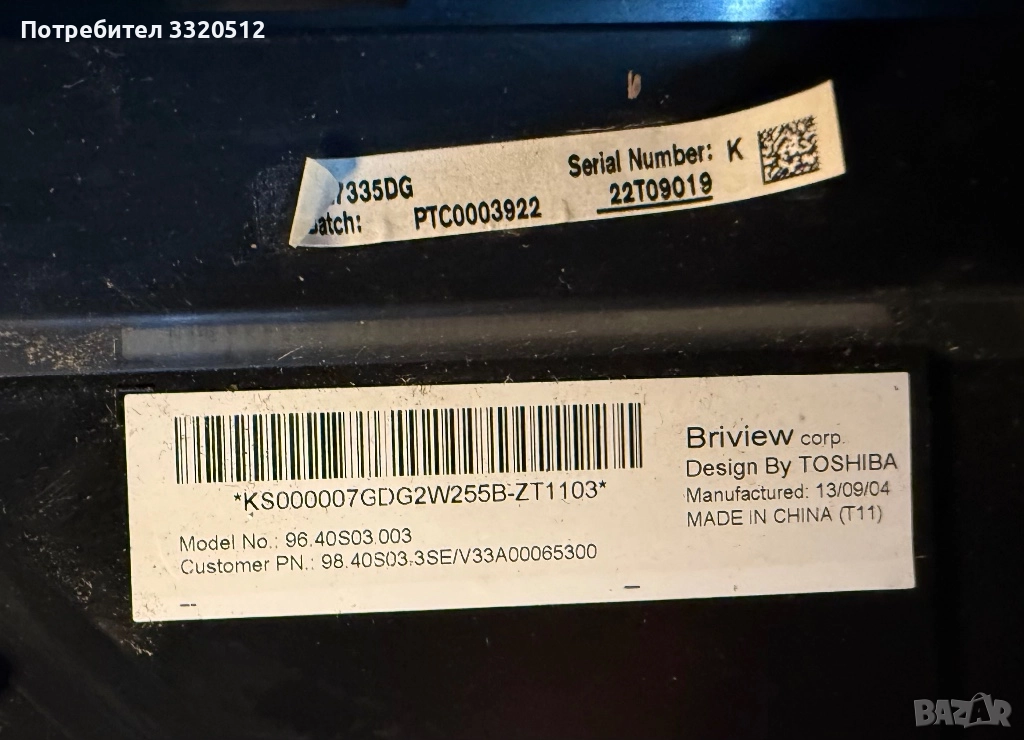 Потребител 3320512
7335DG
Serial Number: K
Batch: PTC0003922
22T09019
*KS000007GDG2W255B-ZT1103*
Model No.: 96.40S03.003
Customer PN.: 98.40S03.3SE/V33A00065300
--
Briview corp.
Design By TOSHIBA
Manufactured: 13/09/04
MADE IN CHINA (T11)
BAZAR